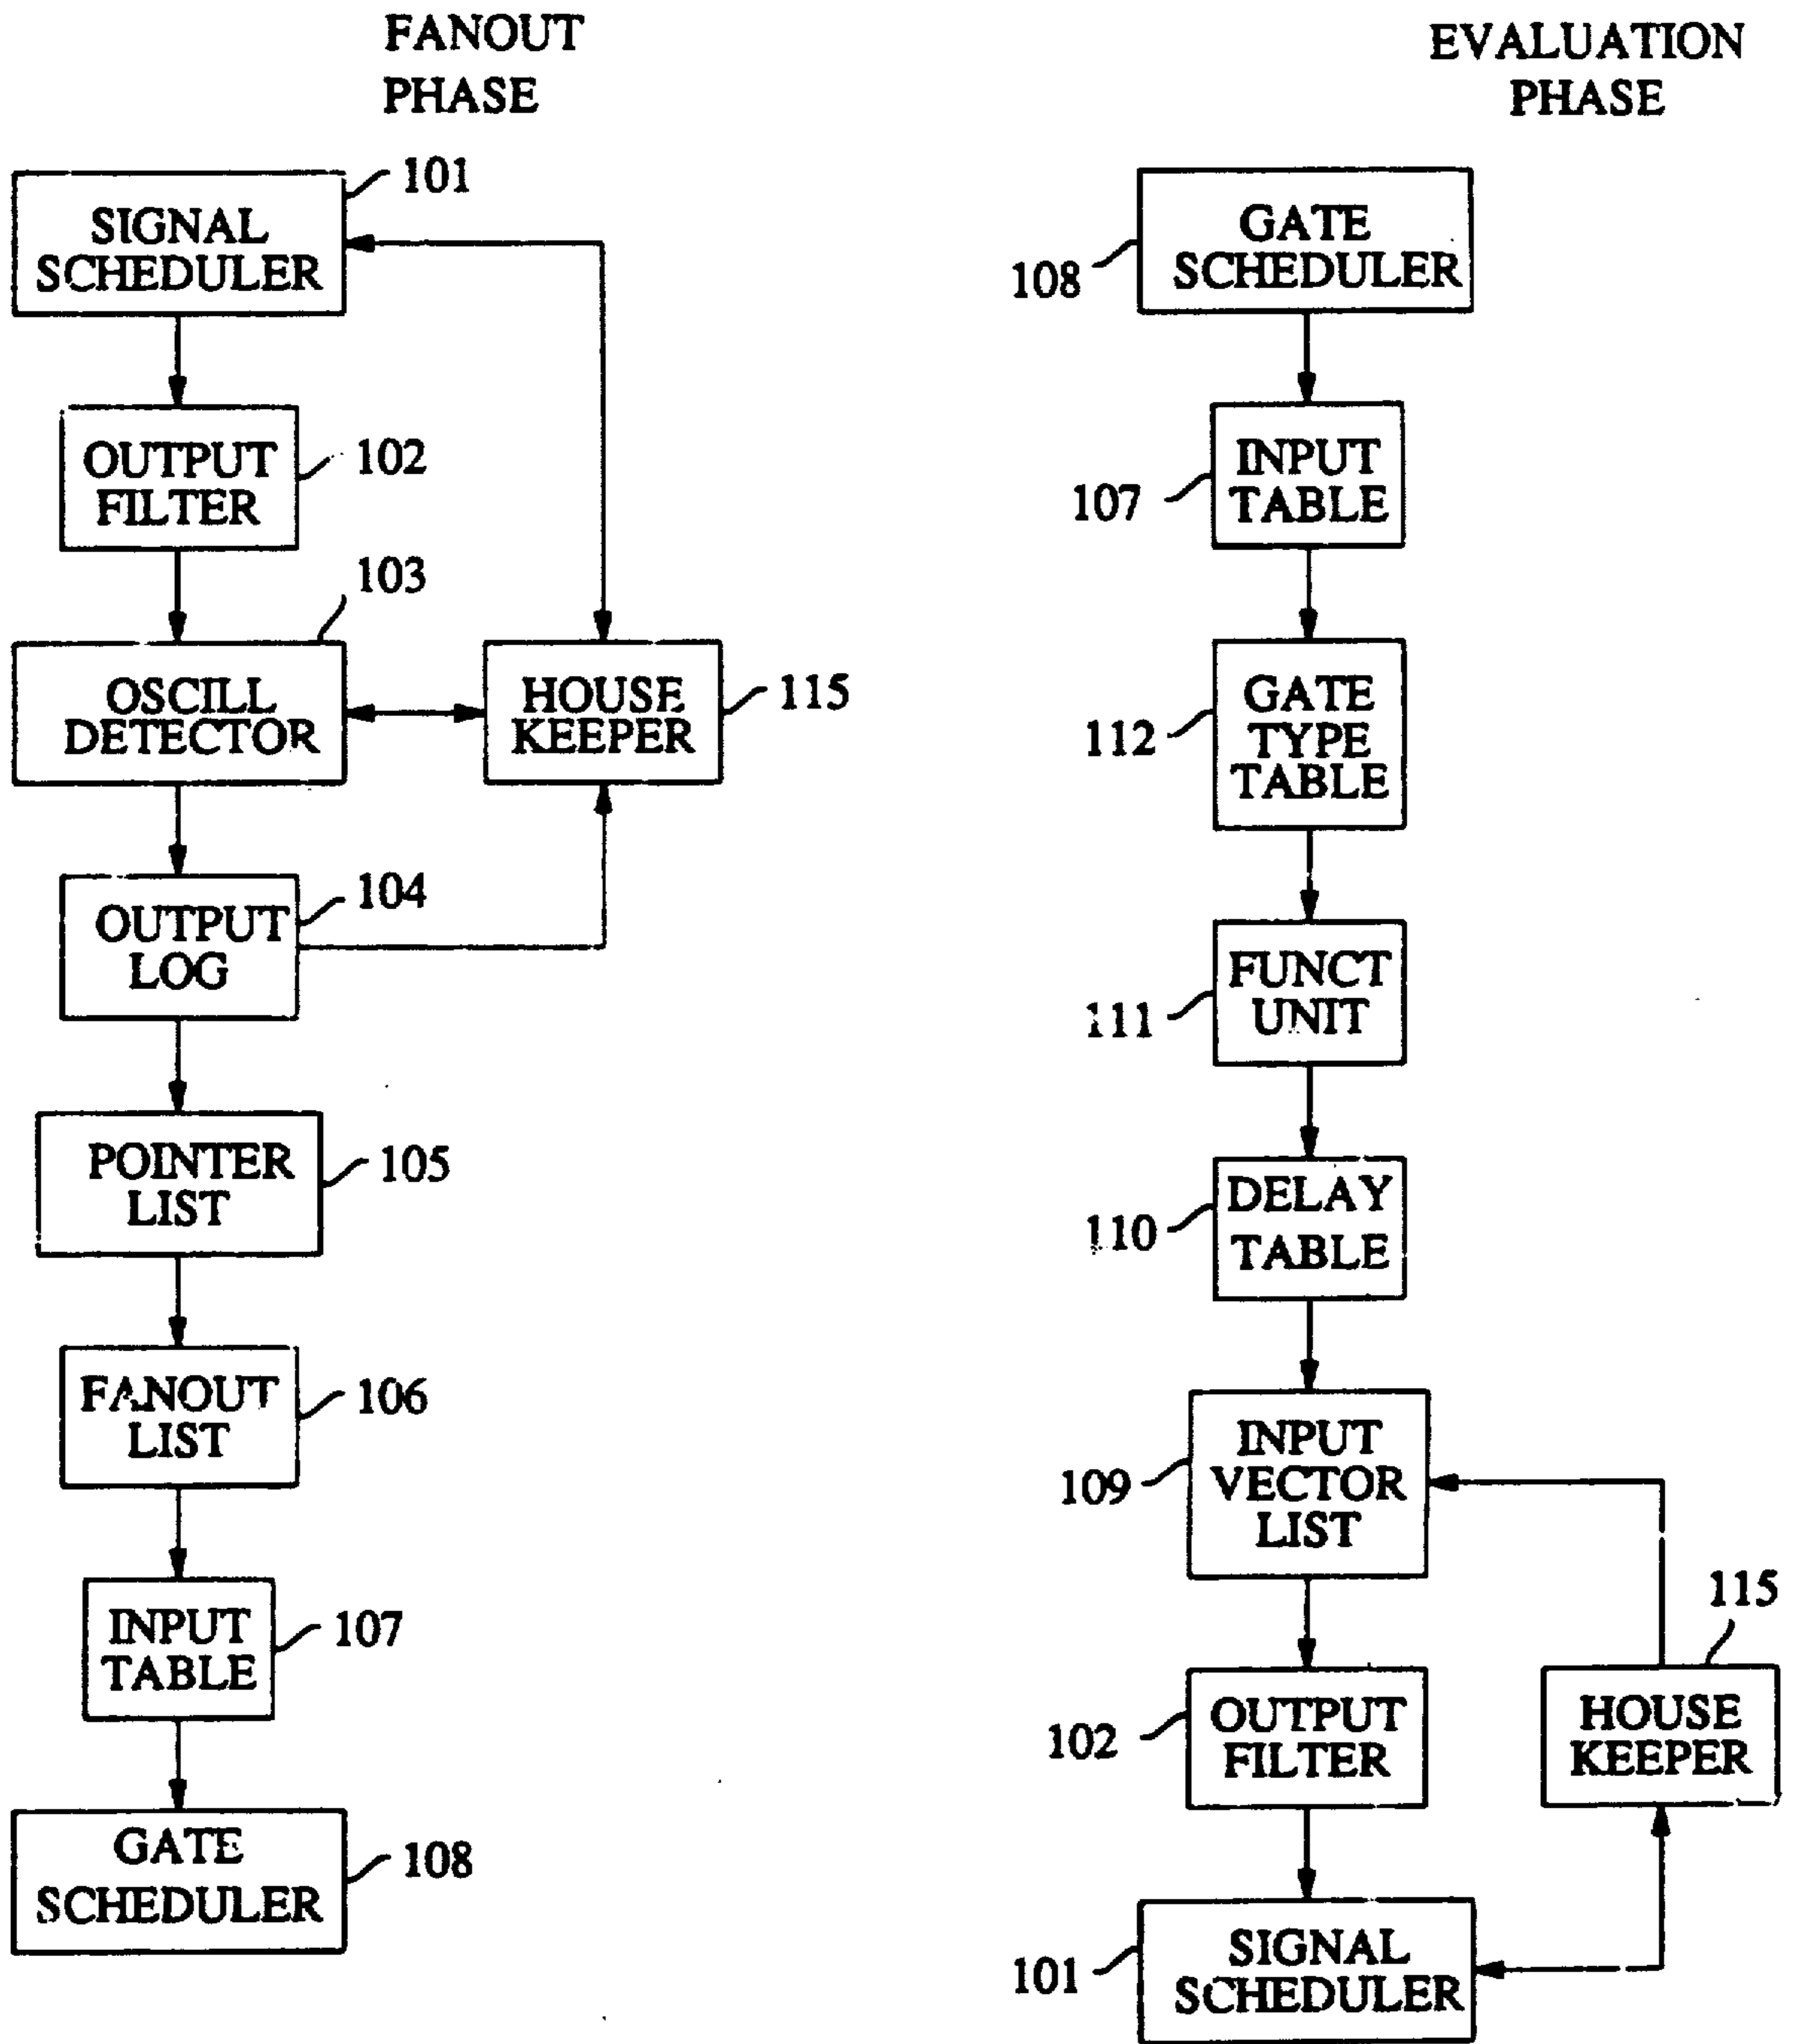 FANOUT
PHASE
101
SIGNAL
SCHEDULER
OUTPUT
FILTER
102
103
OSCILL
DETECTOR
HOUSE
KEEPER
115
104
OUTPUT
LOG
POINTER
LIST
105
FANOUT
LIST
106
INPUT
TABLE
107
GATE
SCHEDULER
108
EVALUATION
PHASE
GATE
SCHEDULER
108
INPUT
TABLE
107
GATE
TYPE
TABLE
112
FUNCT
UNIT
111
DELAY
TABLE
110
INPUT
VECTOR
LIST
109
115
OUTPUT
FILTER
102
HOUSE
KEEPER
SIGNAL
SCHEDULER
101